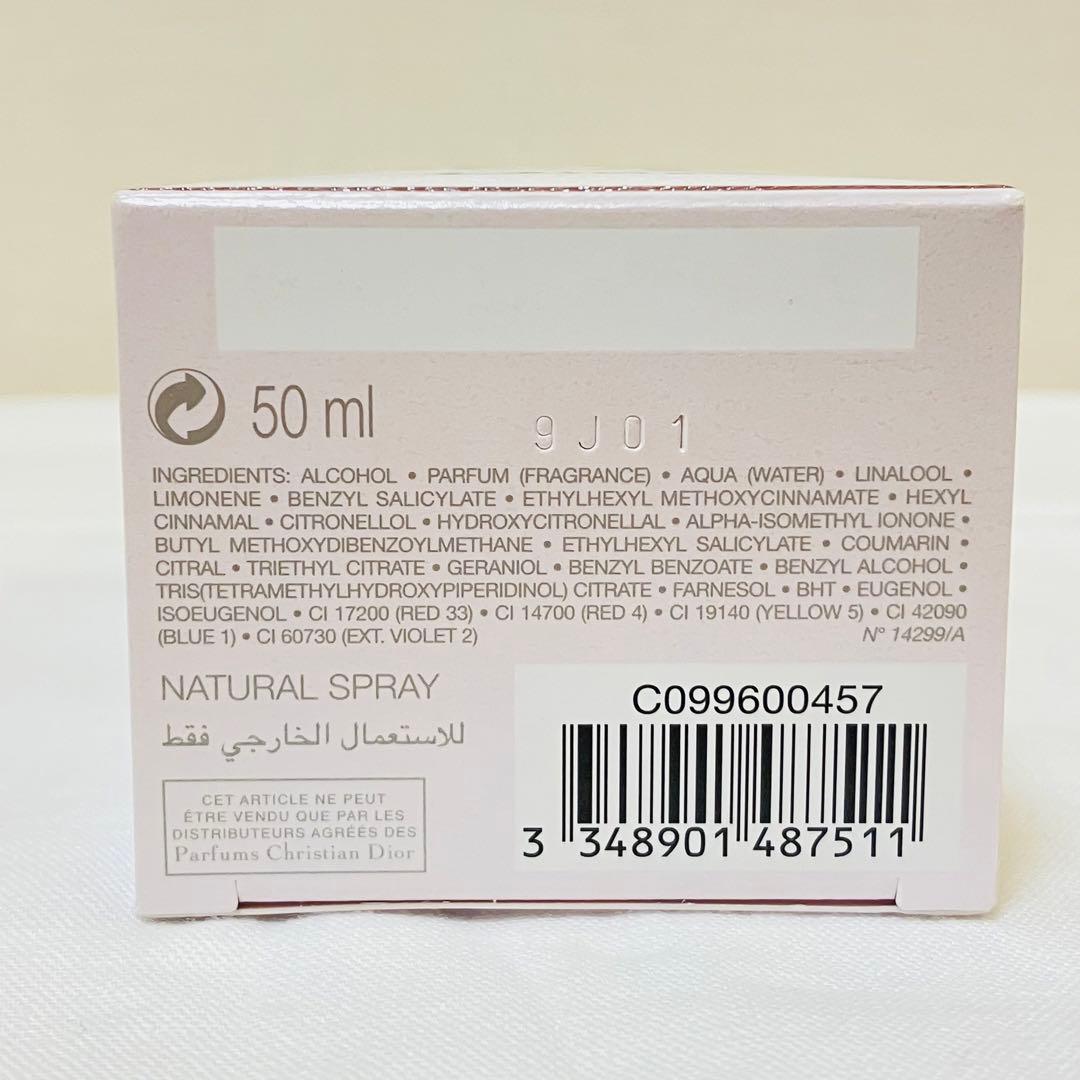 50 ml
9J01
INGREDIENTS: ALCOHOL • PARFUM (FRAGRANCE) • AQUA (WATER) • LINALOOL •
LIMONENE • BENZYL SALICYLATE • ETHYLHEXYL METHOXYCINNAMATE • HEXYL
CINNAMAL • CITRONELLOL • HYDROXYCITRONELLAL • ALPHA-ISOMETHYL IONONE •
BUTYL METHOXYDIBENZOYLMETHANE • ETHYLHEXYL SALICYLATE • COUMARIN •
CITRAL • TRIETHYL CITRATE • GERANIOL • BENZYL BENZOATE • BENZYL ALCOHOL •
TRIS(TETRAMETHYLHYDROXYPIPERIDINOL) CITRATE • FARNESOL • BHT • EUGENOL •
ISOEUGENOL • CI 17200 (RED 33) • CI 14700 (RED 4) • CI 19140 (YELLOW 5) • CI 42090
(BLUE 1) • CI 60730 (EXT. VIOLET 2) N° 14299/A
NATURAL SPRAY
للاستعمال الخارجي فقط
CET ARTICLE NE PEUT
ÊTRE VENDU QUE PAR LES
DISTRIBUTEURS AGRÉÉS DES
Parfums Christian Dior
C099600457
3 348901 487511